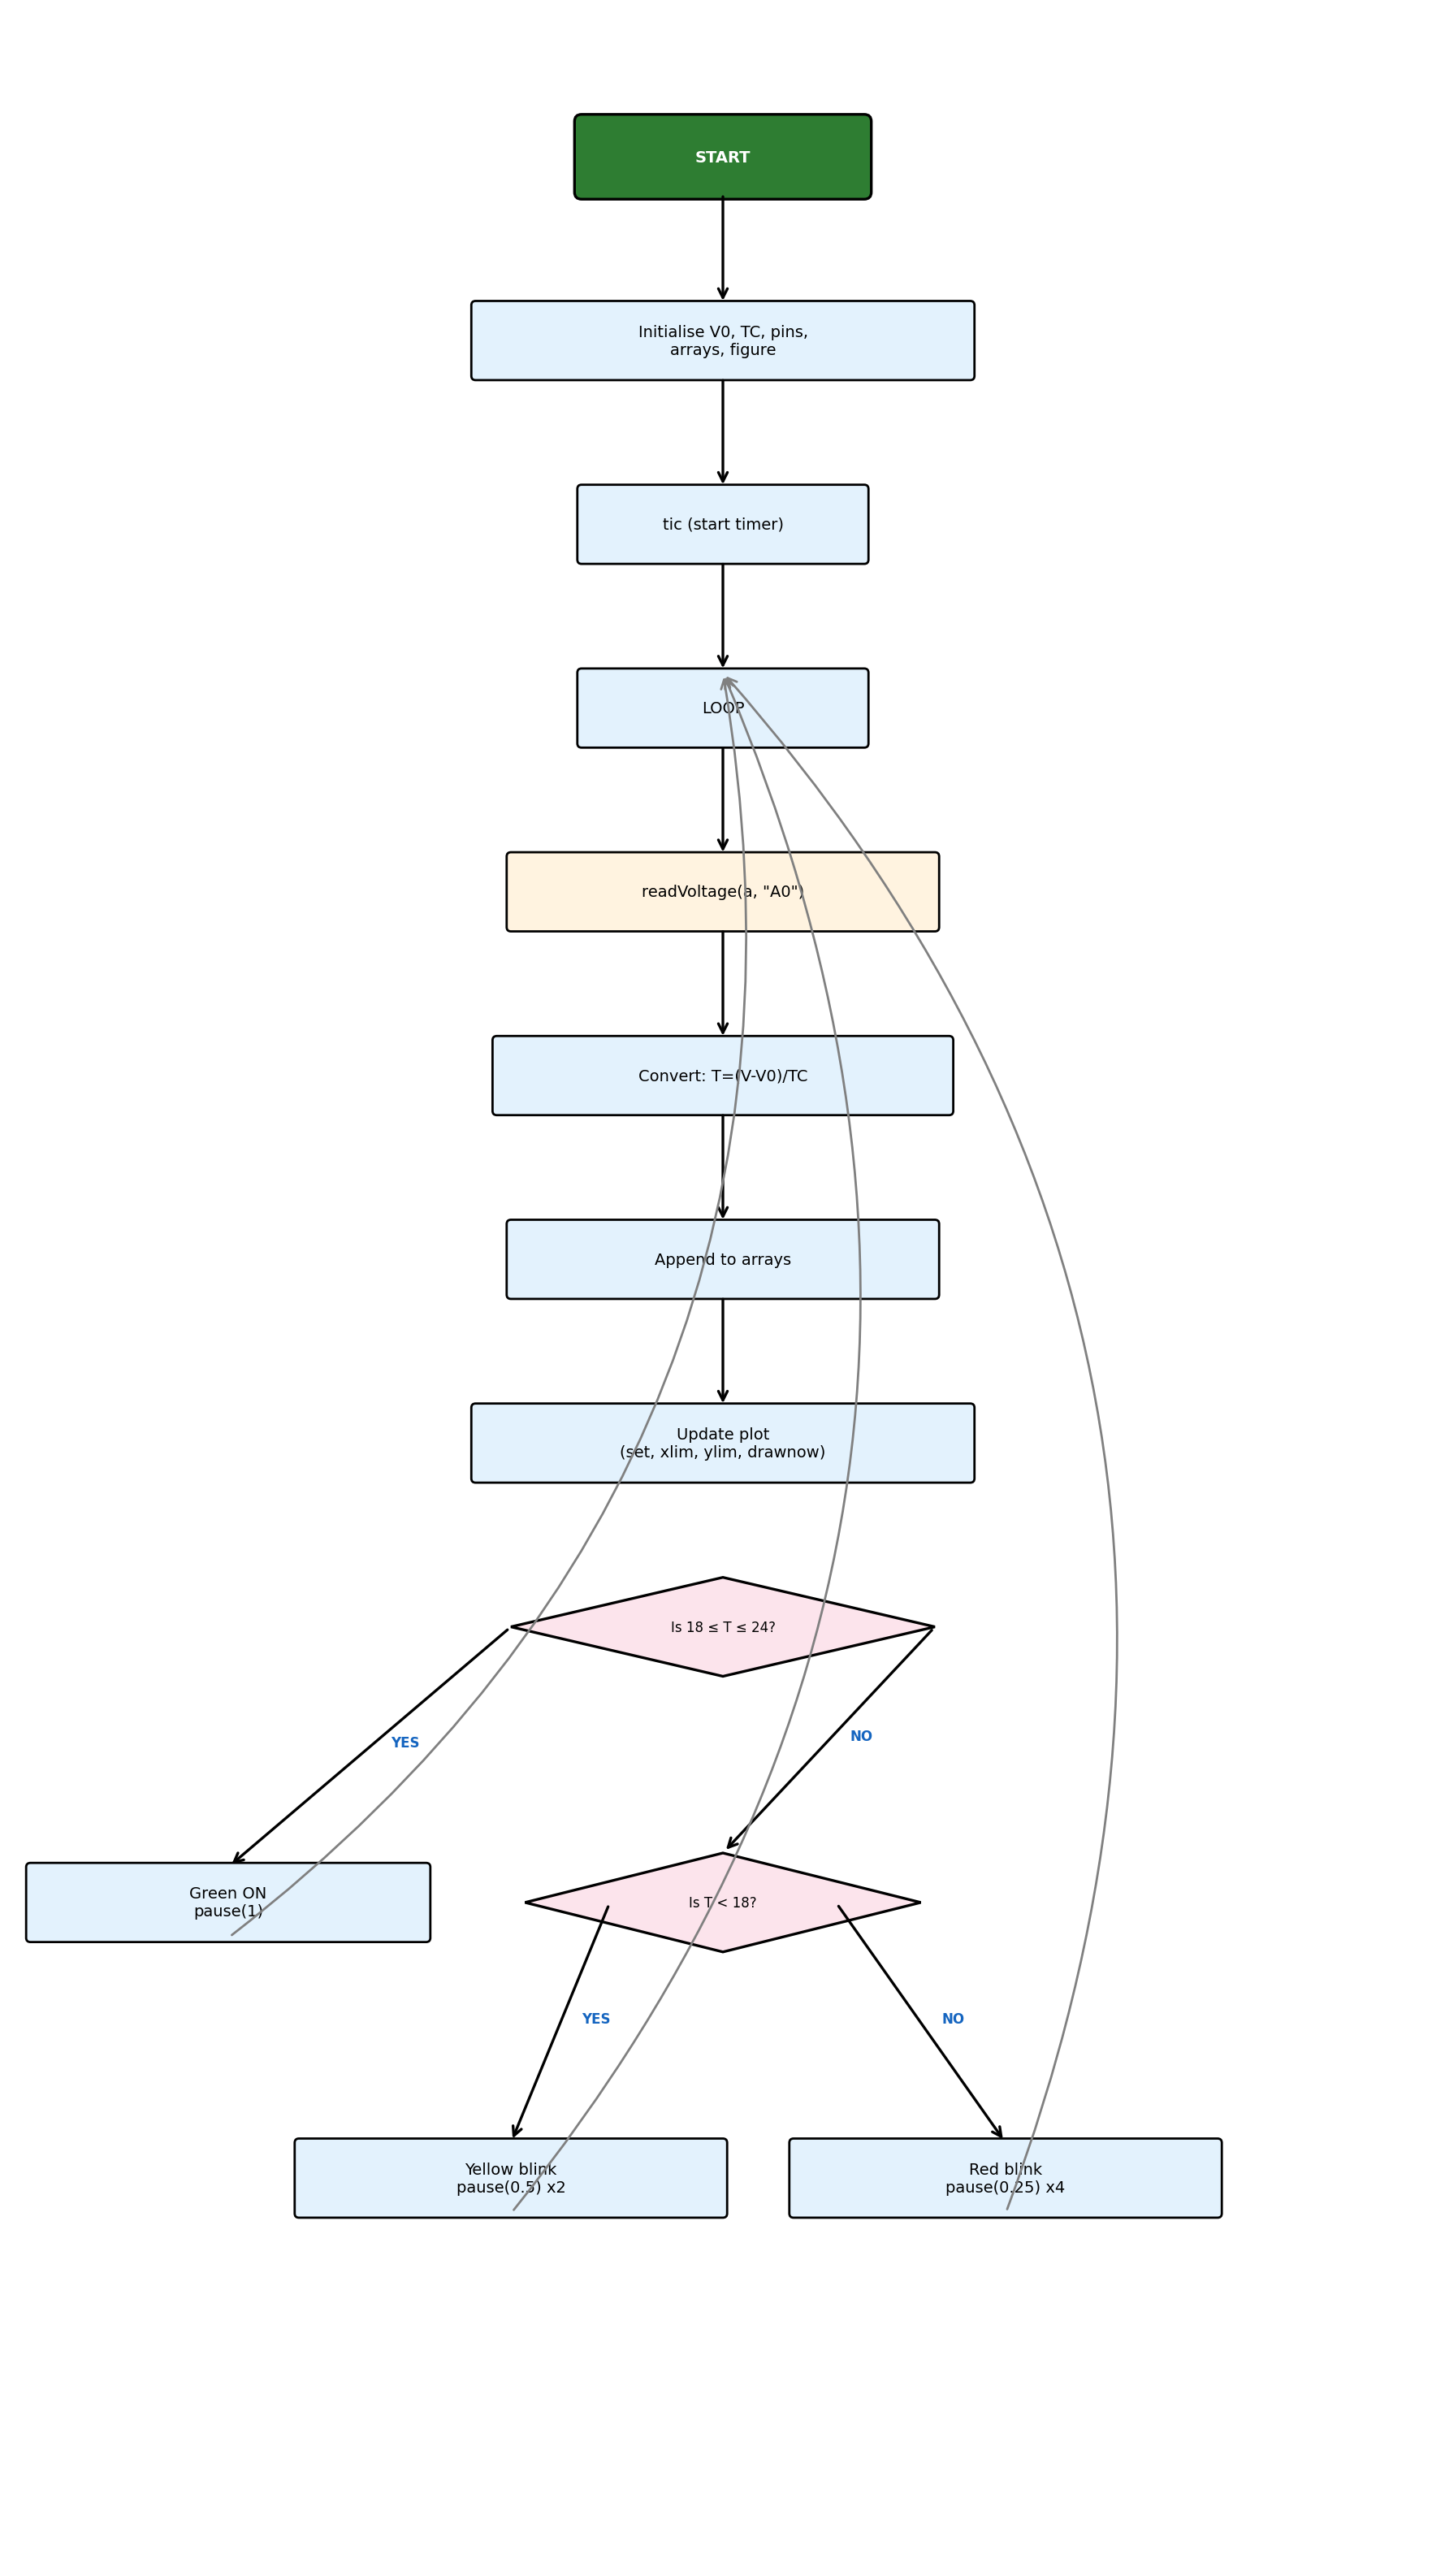 START
Initialise V0, TC, pins,
arrays, figure
tic (start timer)
LOOP
readVoltage(a, "A0")
Convert: T=(V-V0)/TC
Append to arrays
Update plot
(set, xlim, ylim, drawnow)
Is 18 ≤ T ≤ 24?
YES
NO
Green ON
pause(1)
Is T < 18?
YES
NO
Yellow blink
pause(0.5) x2
Red blink
pause(0.25) x4